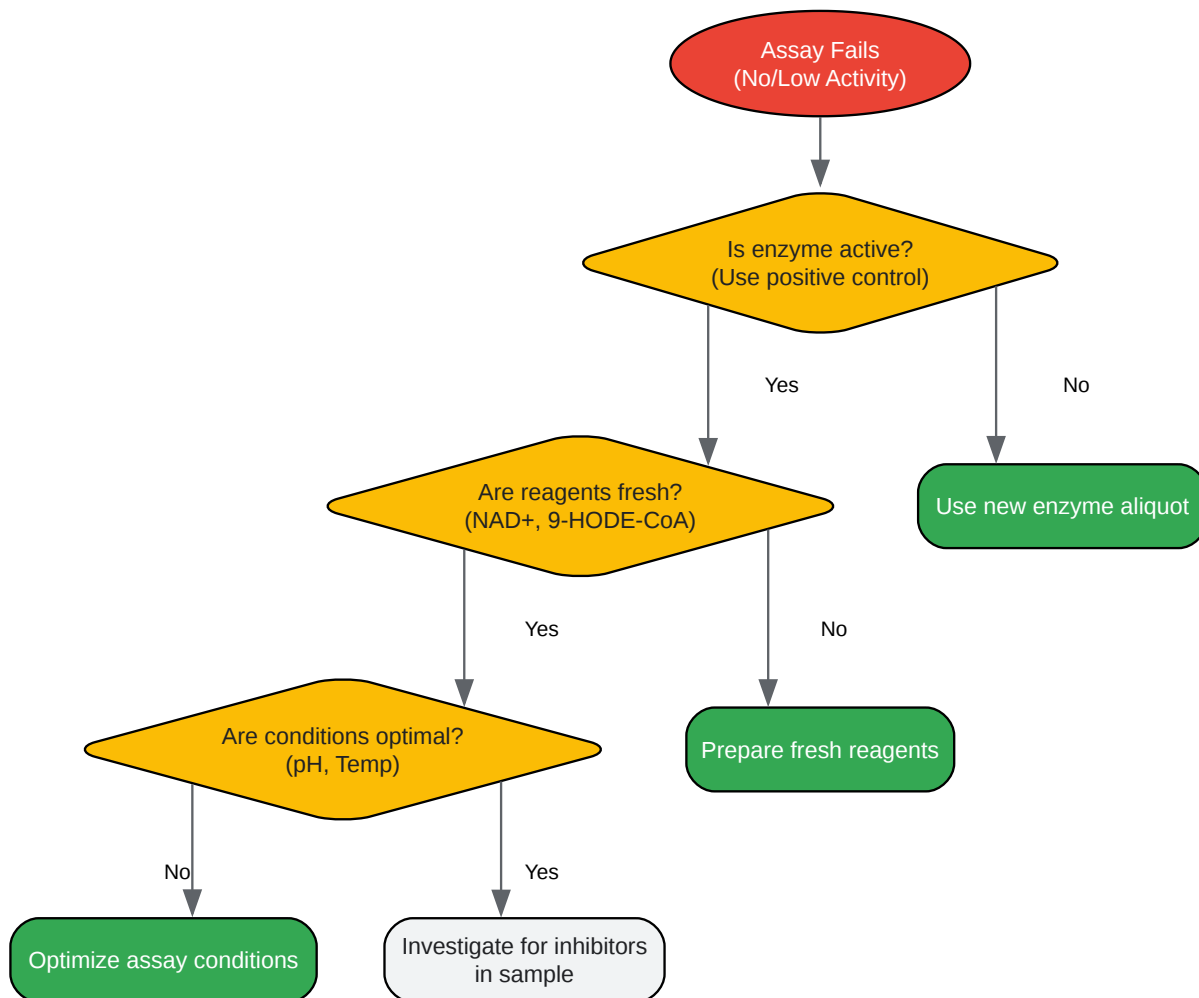 Assay Fails
(No/Low Activity)
Is enzyme active?
(Use positive control)
Yes
No
Are reagents fresh?
(NAD+, 9-HODE-CoA)
Use new enzyme aliquot
Yes
No
Are conditions optimal?
(pH, Temp)
Prepare fresh reagents
No
Yes
Optimize assay conditions
Investigate for inhibitors
in sample